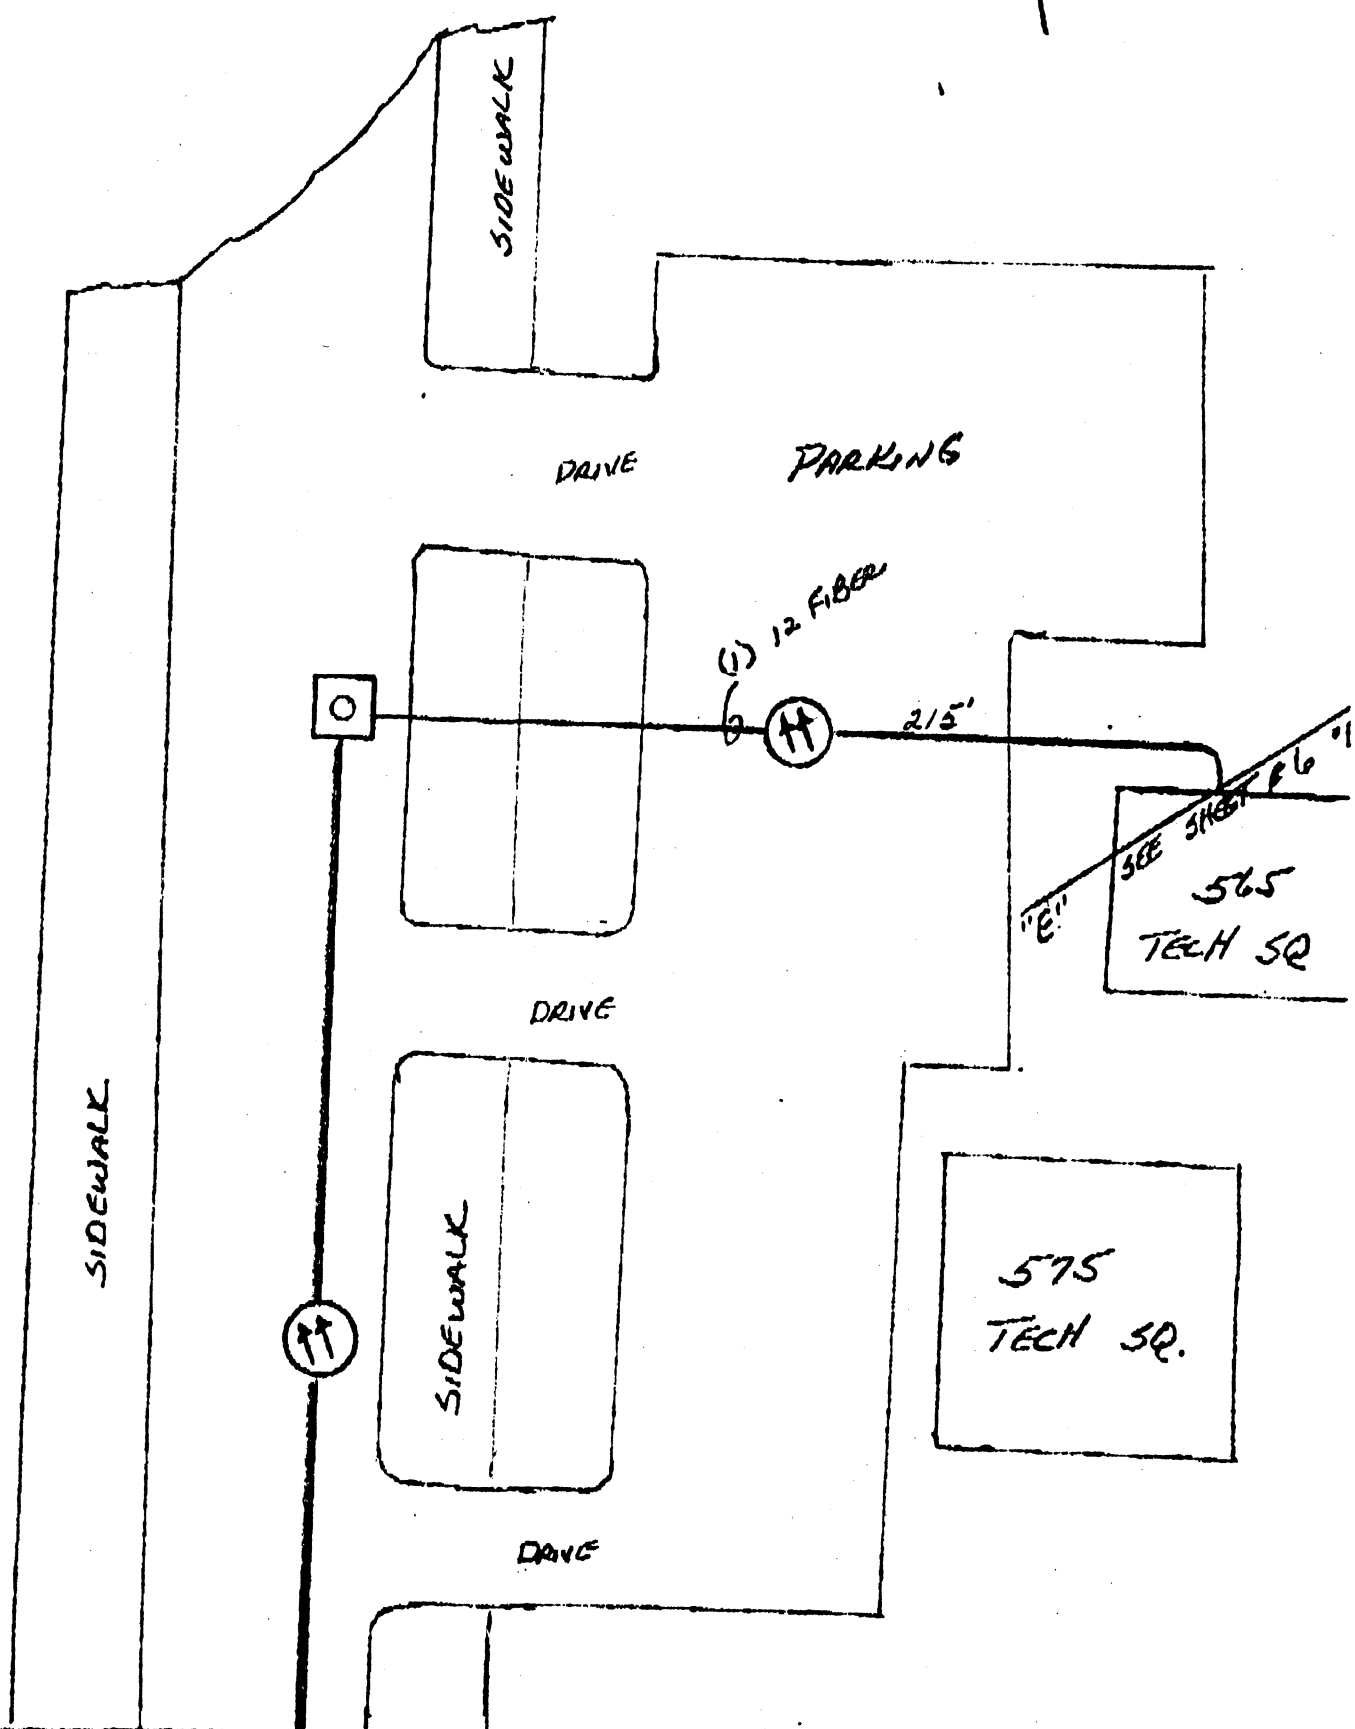 SIDEWALK
DRIVE
PARKING
(1) 12 FIBER
215'
"E"
SEE SHEET #6
565
TECH SQ
DRIVE
SIDEWALK
575
TECH SQ.
SIDEWALK
DRIVE